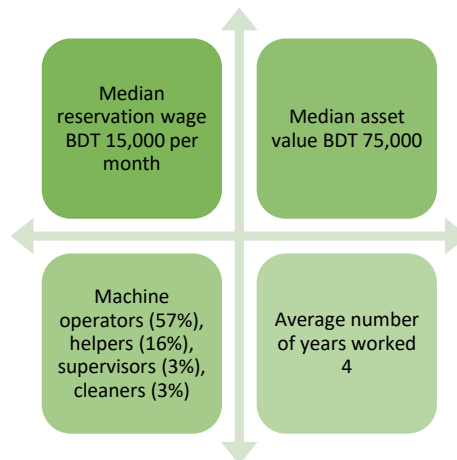 Median
reservation wage
BDT 15,000 per
month
Median asset
value BDT 75,000
Machine
operators (57%),
helpers (16%),
supervisors (3%),
cleaners (3%)
Average number
of years worked
4